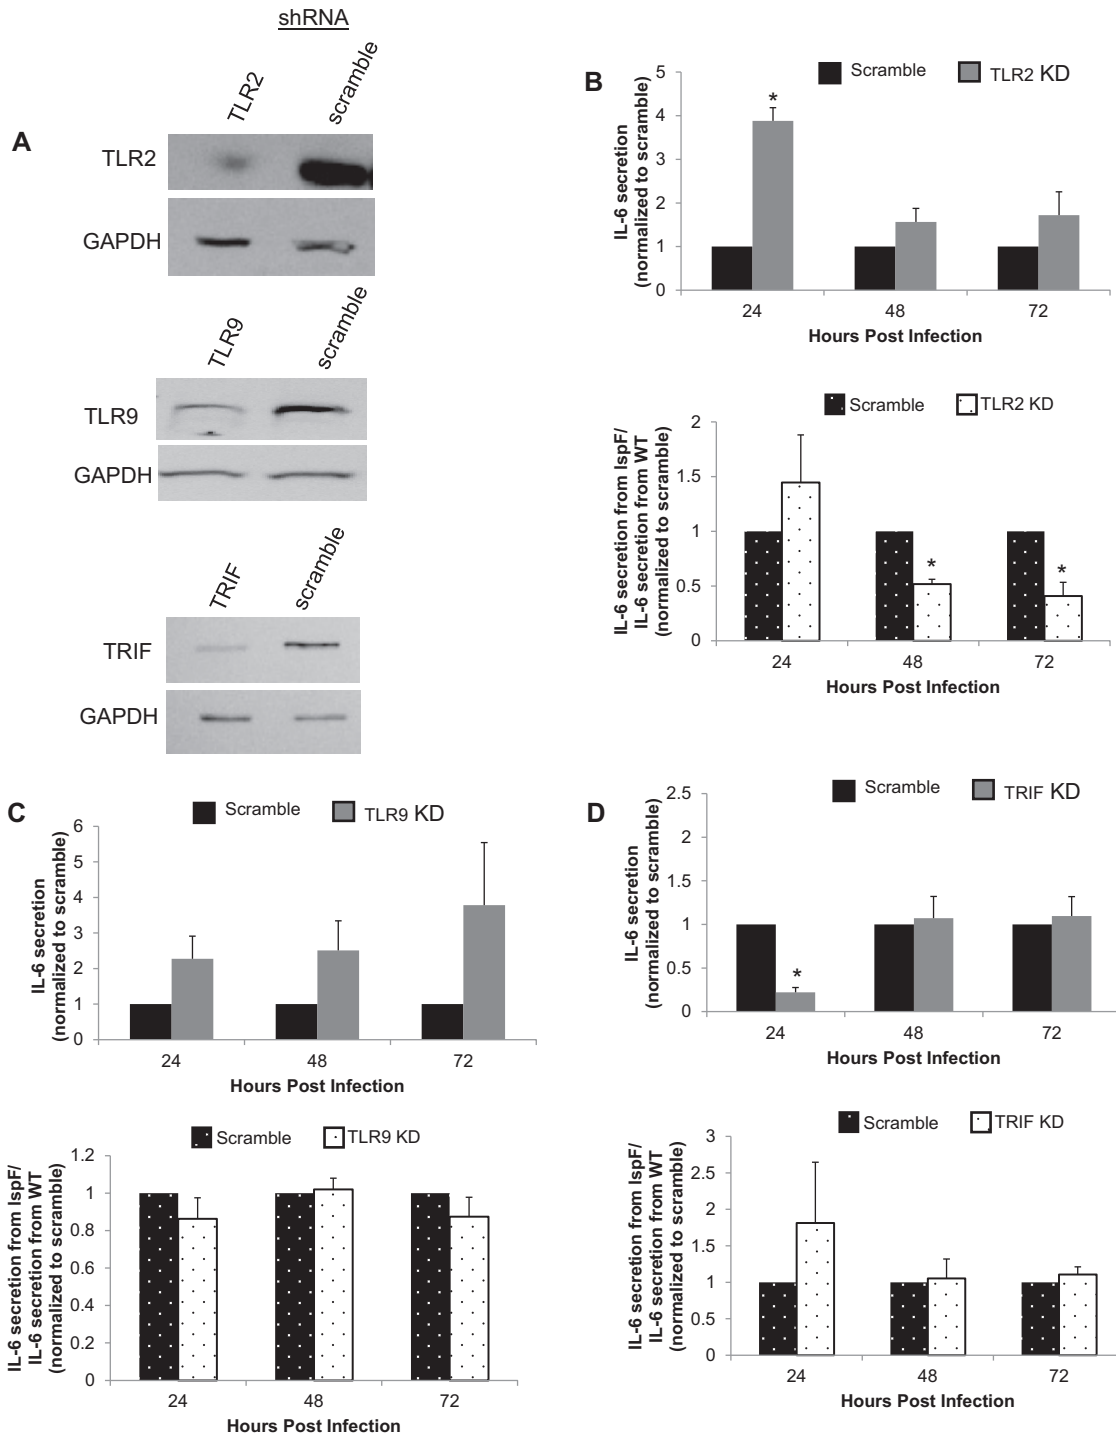 shRNA
A
TLR2
scramble
TLR2
GAPDH
TLR9
scramble
TLR9
GAPDH
TRIF
scramble
TRIF
GAPDH
B
Scramble
TLR2 KD
IL-6 secretion
(normalized to scramble)
5
4
3
2
1
0
*
24
48
72
Hours Post Infection
Scramble
TLR2 KD
IL-6 secretion from lspF/
IL-6 secretion from WT
(normalized to scramble)
2
1.5
1
0.5
0
*
*
24
48
72
Hours Post Infection
C
Scramble
TLR9 KD
IL-6 secretion
(normalized to scramble)
6
5
4
3
2
1
0
24
48
72
Hours Post Infection
Scramble
TLR9 KD
IL-6 secretion from lspF/
IL-6 secretion from WT
(normalized to scramble)
1.2
1
0.8
0.6
0.4
0.2
0
24
48
72
Hours Post Infection
D
Scramble
TRIF KD
IL-6 secretion
(normalized to scramble)
2.5
2
1.5
1
0.5
0
*
24
48
72
Hours Post Infection
Scramble
TRIF KD
IL-6 secretion from lspF/
IL-6 secretion from WT
(normalized to scramble)
3
2.5
2
1.5
1
0.5
0
24
48
72
Hours Post Infection